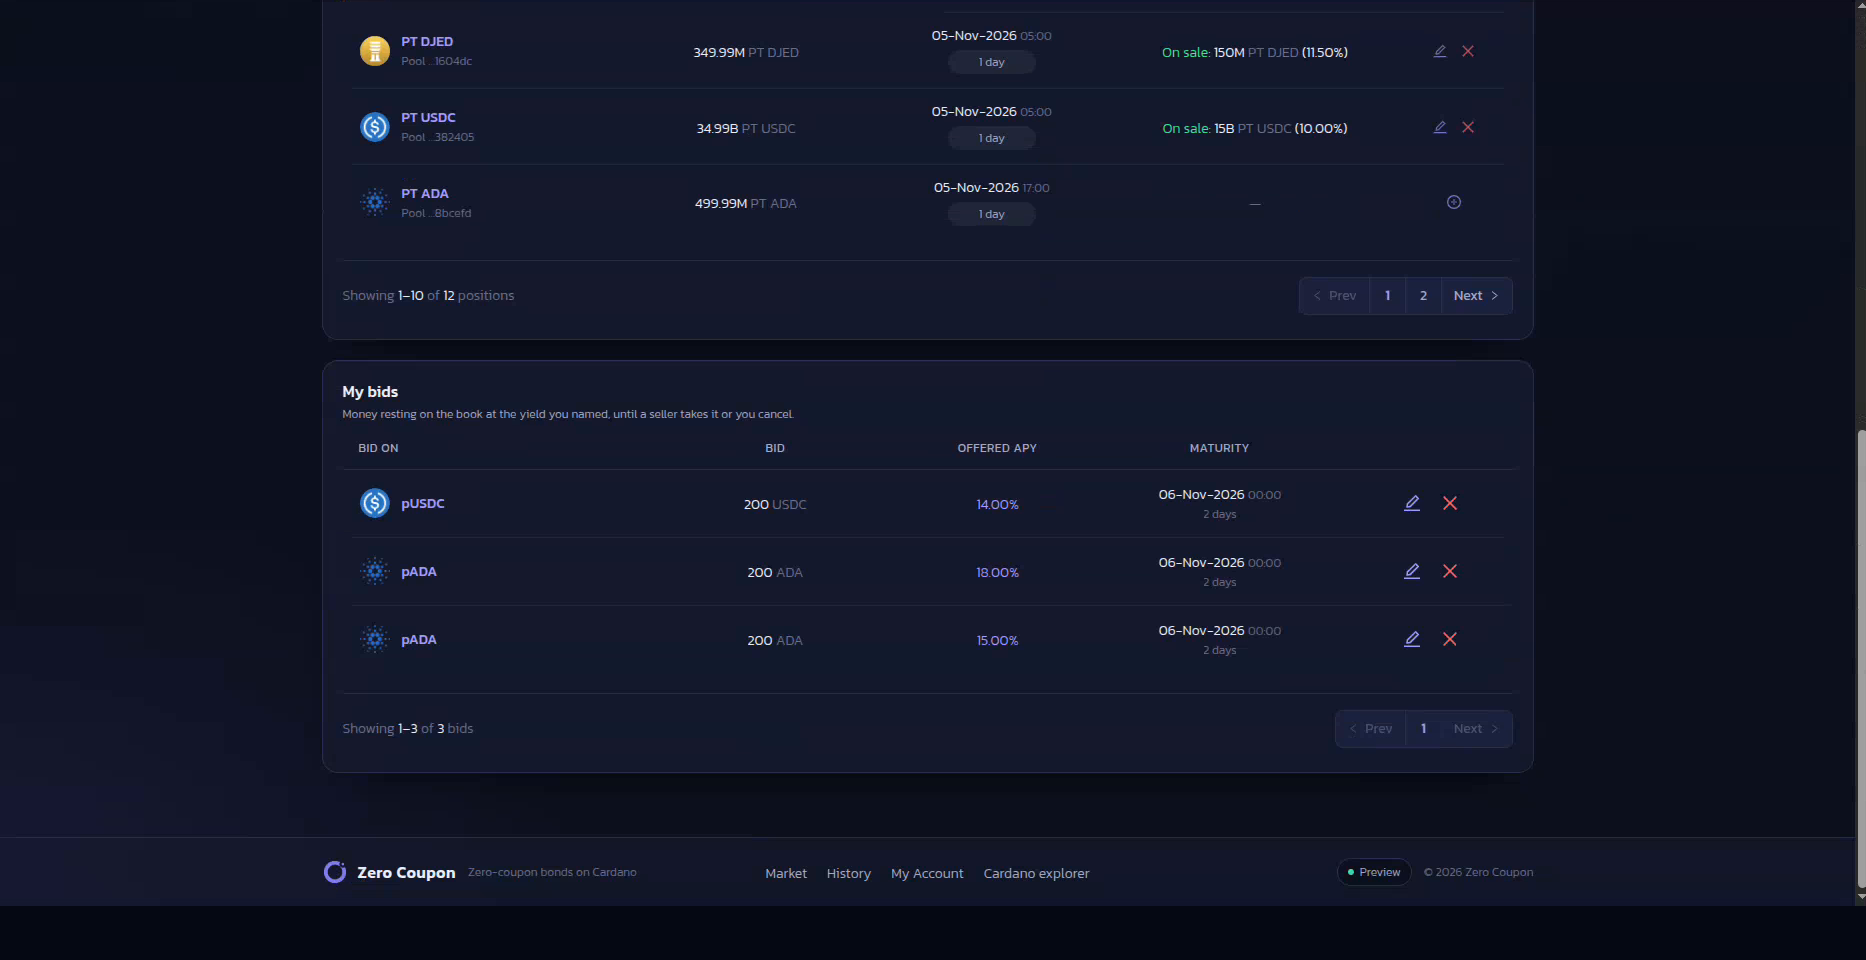 PT DJED
Pool ...1604dc
349.99M PT DJED
05-Nov-2026 05:00
1 day
On sale: 150M PT DJED (11.50%)
PT USDC
Pool ...382405
34.99B PT USDC
05-Nov-2026 05:00
1 day
On sale: 15B PT USDC (10.00%)
PT ADA
Pool ...8bcefd
499.99M PT ADA
05-Nov-2026 17:00
1 day
—
Showing 1–10 of 12 positions
< Prev 1 2 Next >
My bids
Money resting on the book at the yield you named, until a seller takes it or you cancel.
BID ON BID OFFERED APY MATURITY
pUSDC
200 USDC
14.00%
06-Nov-2026 00:00
2 days
pADA
200 ADA
18.00%
06-Nov-2026 00:00
2 days
pADA
200 ADA
15.00%
06-Nov-2026 00:00
2 days
Showing 1–3 of 3 bids
< Prev 1 Next >
Zero Coupon Zero-coupon bonds on Cardano
Market History My Account Cardano explorer
Preview © 2026 Zero Coupon